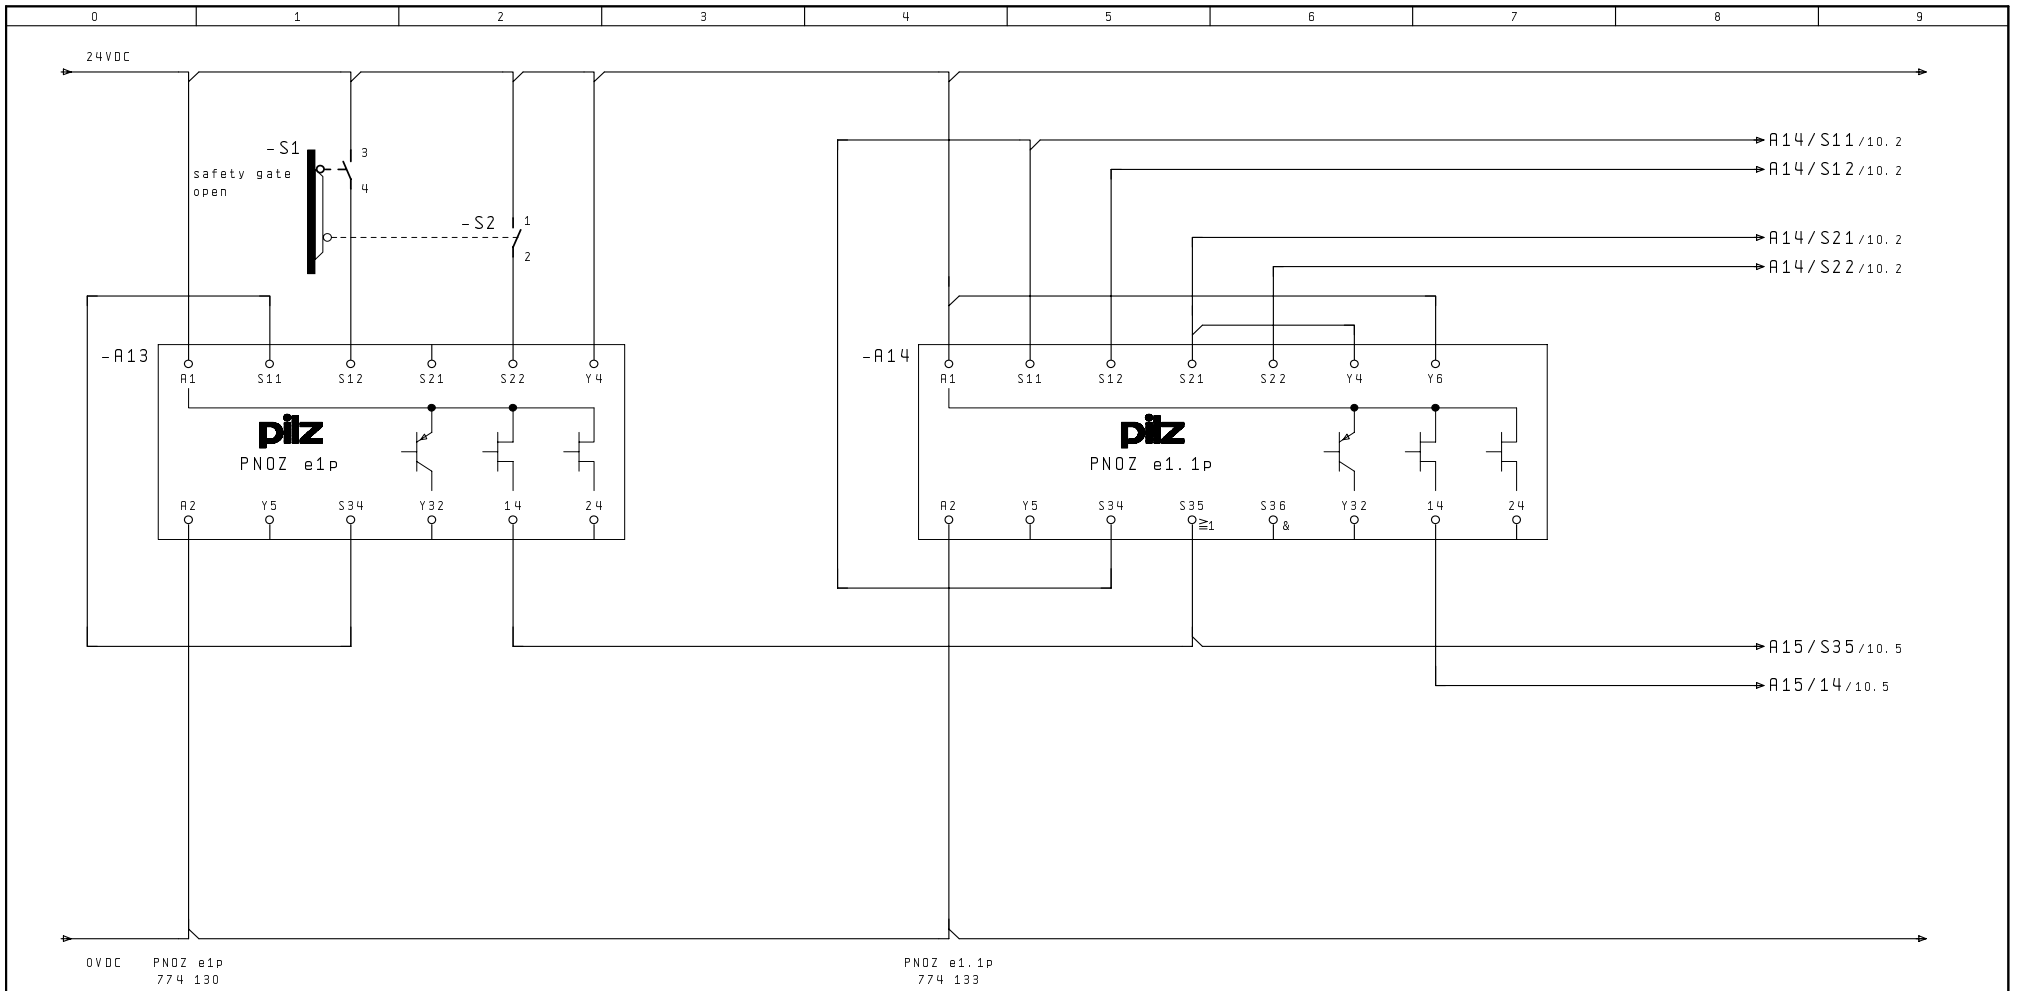 0 1 2 3 4 5 6 7 8 9
24VDC
-S1
3
safety gate
open
4
-S2
1
2
A14/S11/10.2
A14/S12/10.2
A14/S21/10.2
A14/S22/10.2
-A13
A1 S11 S12 S21 S22 Y4
pilz
PNOZ e1p
A2 Y5 S34 Y32 14 24
-A14
A1 S11 S12 S21 S22 Y4 Y6
pilz
PNOZ e1.1p
A2 Y5 S34 S35 S36 Y32 14 24
≧1 &
A15/S35/10.5
A15/14/10.5
0VDC
PNOZ e1p
774 130
PNOZ e1.1p
774 133